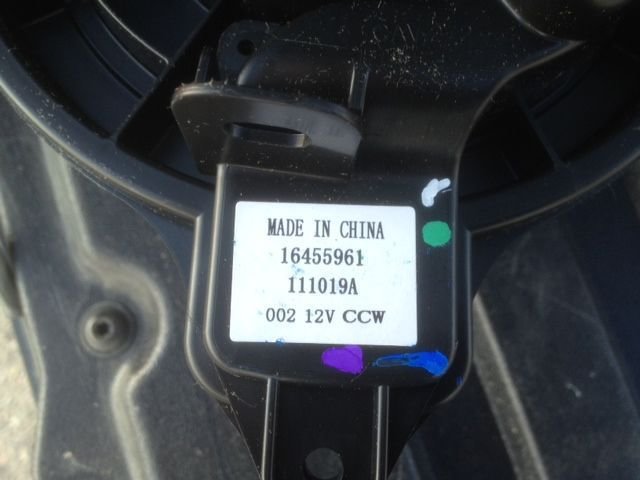 MADE IN CHINA
16455961
111019A
002 12V CCW